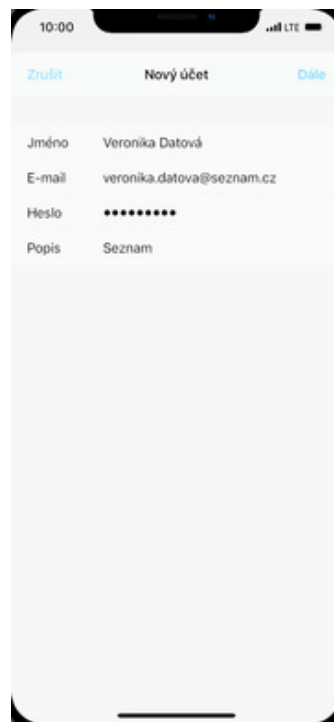 10:00 LTE
Zrušit Nový účet Dále
Jméno Veronika Datová
E-mail veronika.datova@seznam.cz
Heslo •••••••••
Popis Seznam